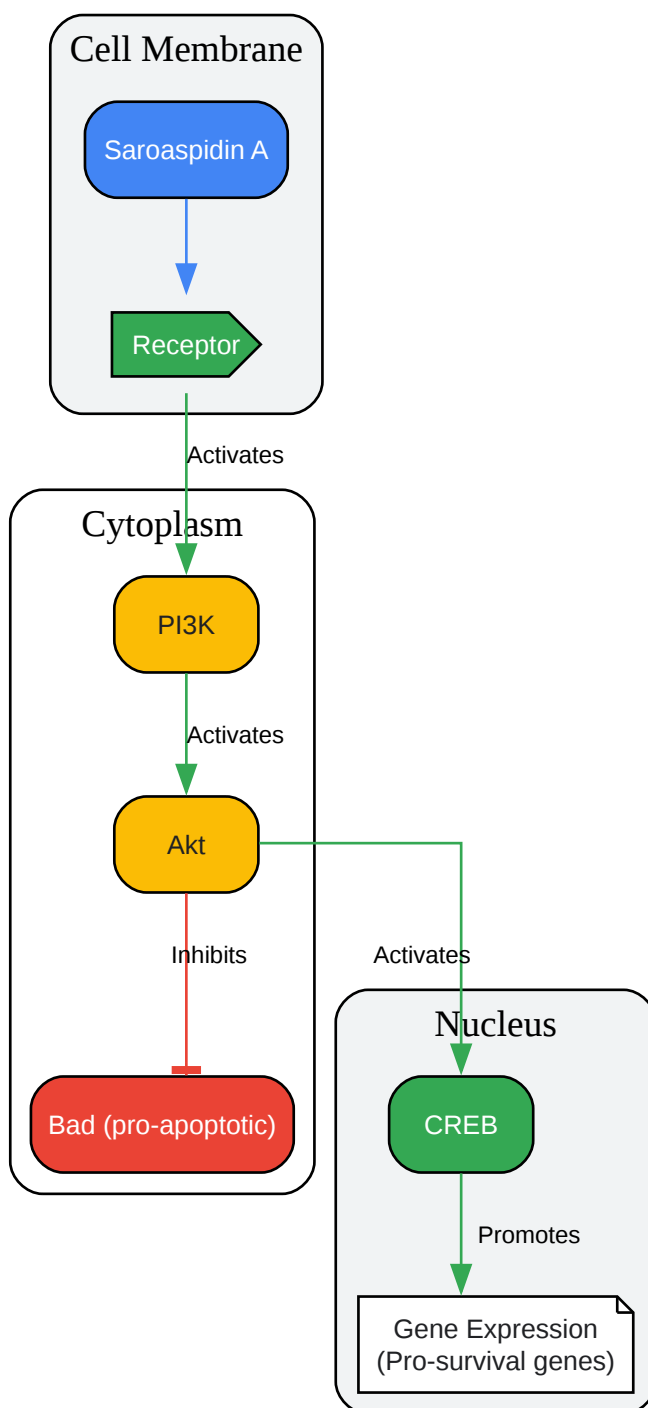 Cell Membrane
Saroaspidin A
Receptor
Activates
Cytoplasm
PI3K
Activates
Akt
Inhibits
Activates
Nucleus
Bad (pro-apoptotic)
CREB
Promotes
Gene Expression
(Pro-survival genes)